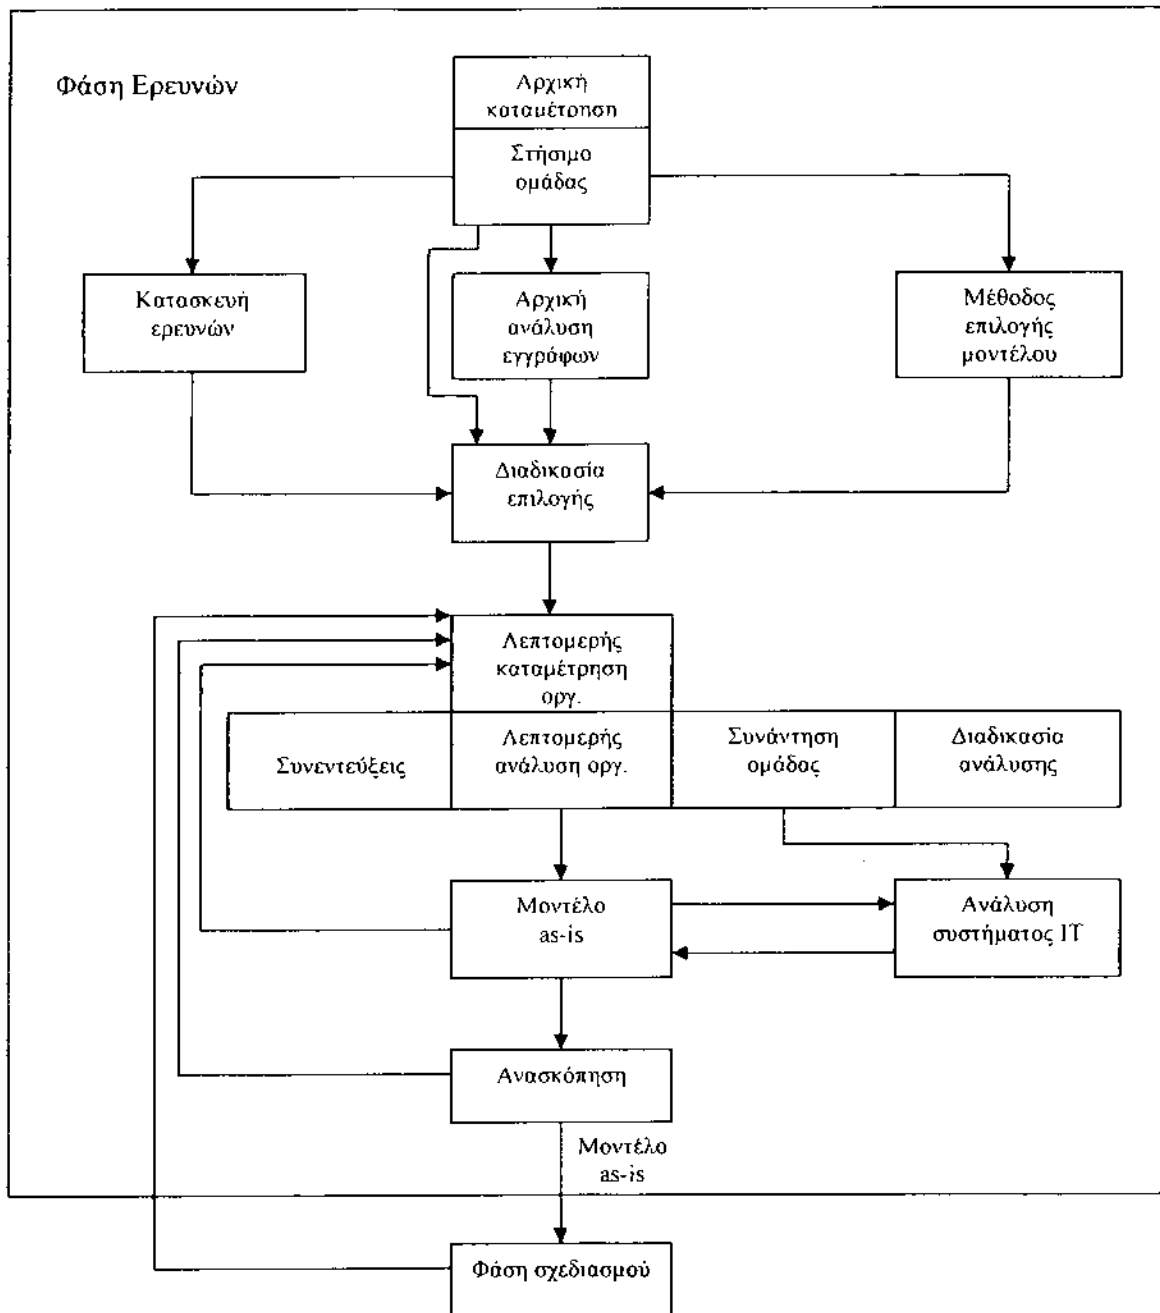 Φάση Ερευνών
Αρχική
καταμέτρηση
Στήσιμο
ομάδας
Κατασκευή
ερευνών
Αρχική
ανάλυση
εγγράφων
Μέθοδος
επιλογής
μοντέλου
Διαδικασία
επιλογής
Λεπτομερής
καταμέτρηση
οργ.
Συνεντεύξεις
Λεπτομερής
ανάλυση οργ.
Συνάντηση
ομάδας
Διαδικασία
ανάλυσης
Μοντέλο
as-is
Ανάλυση
συστήματος IT
Ανασκόπηση
Μοντέλο
as-is
Φάση σχεδιασμού